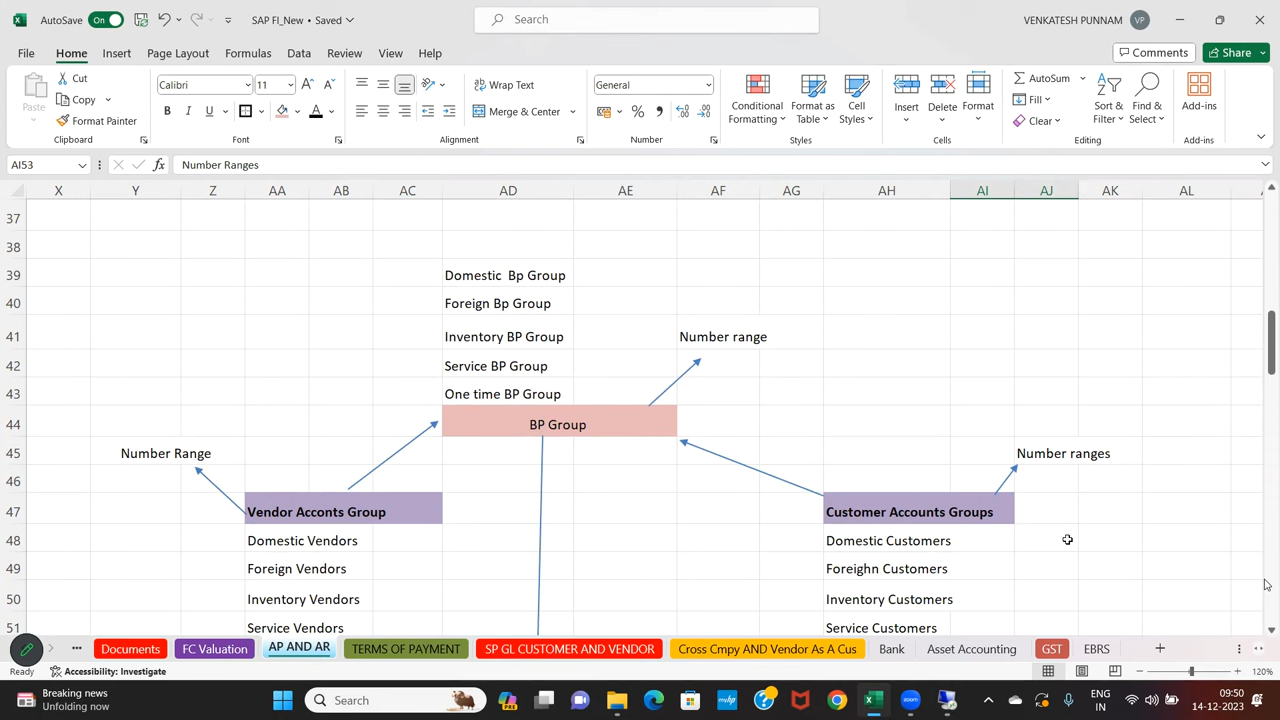 AutoSave On SAP FI_New • Saved Search VENKATESH PUNNAM VP
File Home Insert Page Layout Formulas Data Review View Help Comments Share
Paste Cut Copy Format Painter Clipboard
Calibri 11 B I U Font
Wrap Text Merge & Center Alignment
General % Number
Conditional Formatting Format as Table Cell Styles Styles
Insert Delete Format Cells
AutoSum Fill Clear Sort & Filter Find & Select Editing
Add-ins Add-ins
AI53 fx Number Ranges
X Y Z AA AB AC AD AE AF AG AH AI AJ AK AL
37
38
39 Domestic  Bp Group
40 Foreign Bp Group
41 Inventory BP Group Number range
42 Service BP Group
43 One time BP Group
44 BP Group
45 Number Range Number ranges
46
47 Vendor Acconts Group Customer Accounts Groups
48 Domestic Vendors Domestic Customers
49 Foreign Vendors Foreighn Customers
50 Inventory Vendors Inventory Customers
51 Service Vendors Service Customers
Documents FC Valuation AP AND AR TERMS OF PAYMENT SP GL CUSTOMER AND VENDOR Cross Cmpy AND Vendor As A Cus Bank Asset Accounting GST EBRS
Ready Accessibility: Investigate 120%
Breaking news Search ENG 09:50
Unfolding now IN 14-12-2023